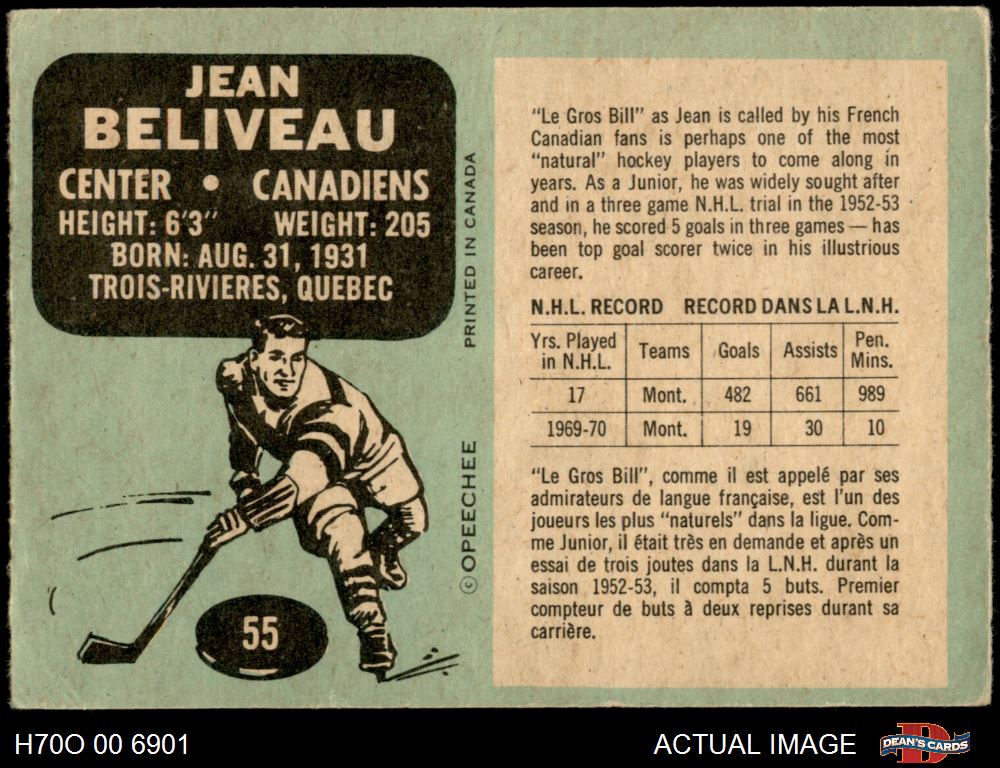 JEAN
BELIVEAU
CENTER • CANADIENS
HEIGHT: 6'3" WEIGHT: 205
BORN: AUG. 31, 1931
TROIS-RIVIERES, QUEBEC
55
PRINTED IN CANADA
© OPEECHEE
"Le Gros Bill" as Jean is called by his French
Canadian fans is perhaps one of the most
"natural" hockey players to come along in
years. As a Junior, he was widely sought after
and in a three game N.H.L. trial in the 1952-53
season, he scored 5 goals in three games — has
been top goal scorer twice in his illustrious
career.
N.H.L. RECORD RECORD DANS LA L.N.H.
Yrs. Played in N.H.L. Teams Goals Assists Pen. Mins.
17 Mont. 482 661 989
1969-70 Mont. 19 30 10
"Le Gros Bill", comme il est appelé par ses
admirateurs de langue française, est l'un des
joueurs les plus "naturels" dans la ligue. Com-
me Junior, il était très en demande et après un
essai de trois joutes dans la L.N.H. durant la
saison 1952-53, il compta 5 buts. Premier
compteur de buts à deux reprises durant sa
carrière.
H70O 00 6901
ACTUAL IMAGE
DEAN'S CARDS